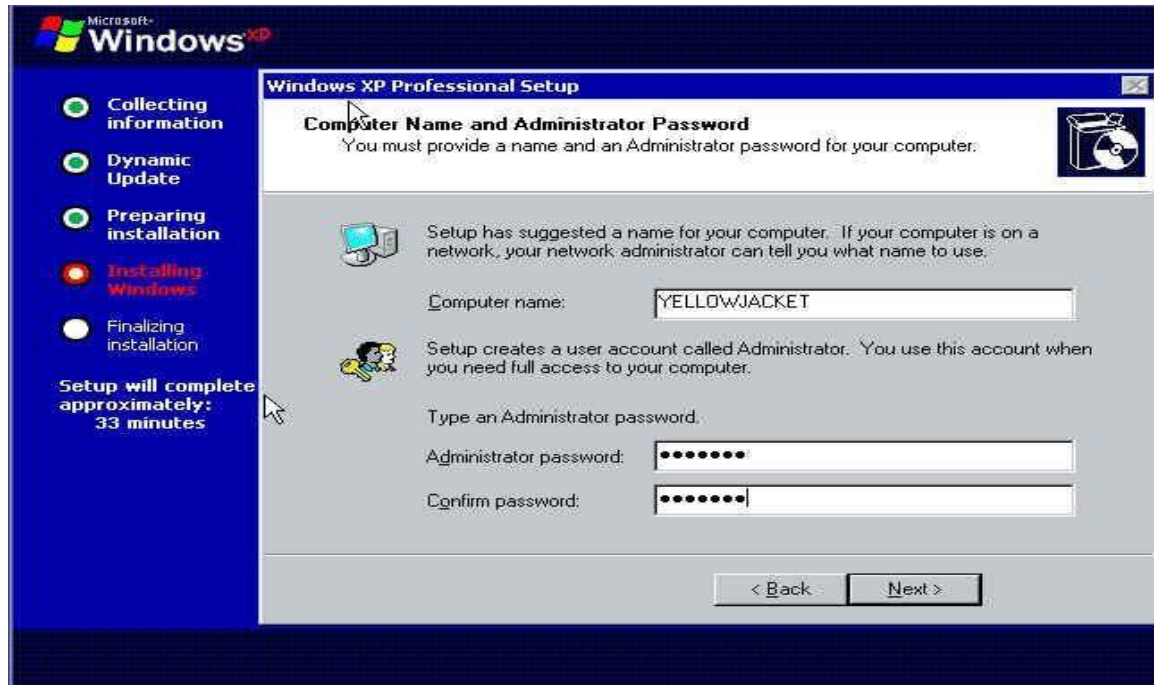 Microsoft
Windows XP
Collecting
information
Dynamic
Update
Preparing
installation
Installing
Windows
Finalizing
installation
Setup will complete
approximately:
33 minutes
Windows XP Professional Setup
Computer Name and Administrator Password
You must provide a name and an Administrator password for your computer.
Setup has suggested a name for your computer. If your computer is on a
network, your network administrator can tell you what name to use.
Computer name:
YELLOWJACKET
Setup creates a user account called Administrator. You use this account when
you need full access to your computer.
Type an Administrator password.
Administrator password:
•••••••
Confirm password:
•••••••
< Back
Next >